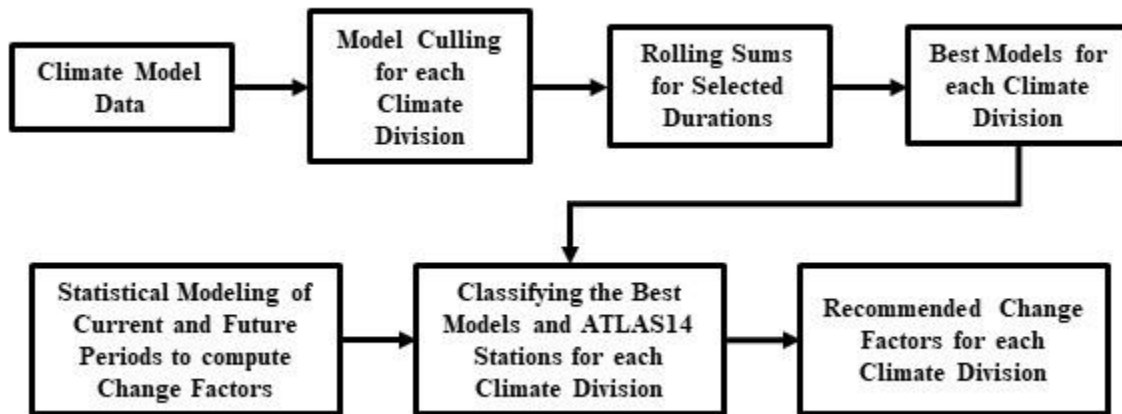 Climate Model
Data
Model Culling
for each
Climate
Division
Rolling Sums
for Selected
Durations
Best Models for
each Climate
Division
Statistical Modeling of
Current and Future
Periods to compute
Change Factors
Classifying the Best
Models and ATLAS14
Stations for each
Climate Division
Recommended Change
Factors for each
Climate Division